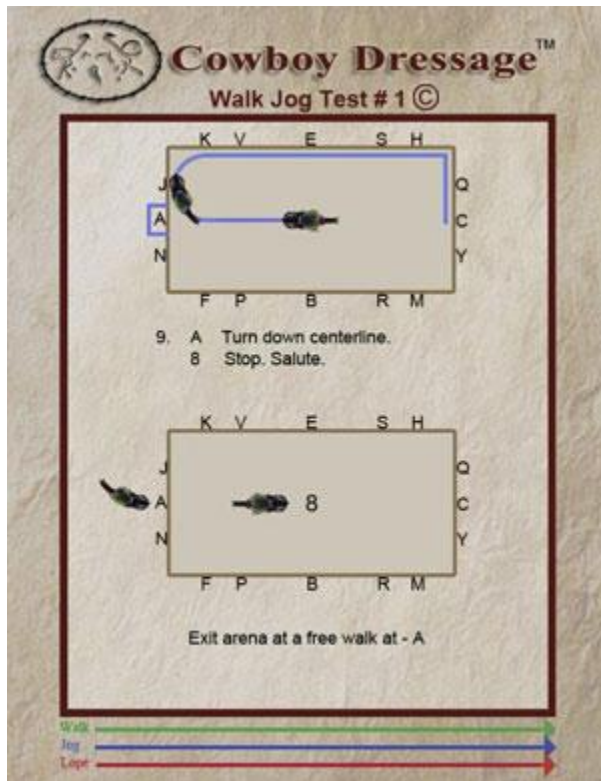 Cowboy Dressage™
Walk Jog Test # 1 ©
K V E S H
J Q
A C
N Y
F P B R M
9. A Turn down centerline.
8 Stop. Salute.
K V E S H
J Q
A 8 C
N Y
F P B R M
Exit arena at a free walk at - A
Walk
Jog
Lope